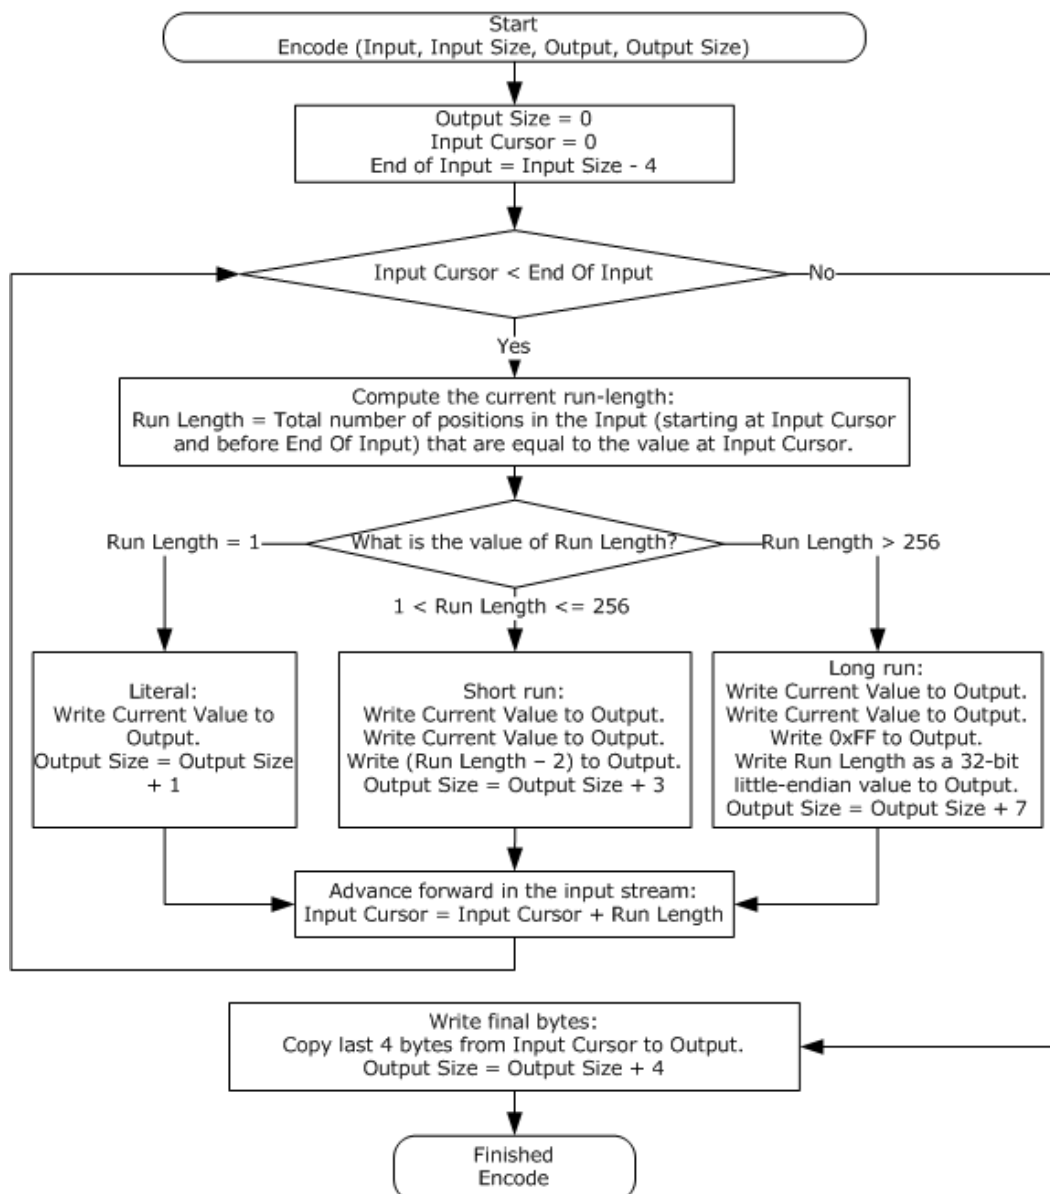 Start
Encode (Input, Input Size, Output, Output Size)
Output Size = 0
Input Cursor = 0
End of Input = Input Size - 4
Input Cursor < End Of Input
No
Yes
Compute the current run-length:
Run Length = Total number of positions in the Input (starting at Input Cursor
and before End Of Input) that are equal to the value at Input Cursor.
What is the value of Run Length?
Run Length = 1
1 < Run Length <= 256
Run Length > 256
Literal:
Write Current Value to
Output.
Output Size = Output Size
+ 1
Short run:
Write Current Value to Output.
Write Current Value to Output.
Write (Run Length – 2) to Output.
Output Size = Output Size + 3
Long run:
Write Current Value to Output.
Write Current Value to Output.
Write 0xFF to Output.
Write Run Length as a 32-bit
little-endian value to Output.
Output Size = Output Size + 7
Advance forward in the input stream:
Input Cursor = Input Cursor + Run Length
Write final bytes:
Copy last 4 bytes from Input Cursor to Output.
Output Size = Output Size + 4
Finished
Encode